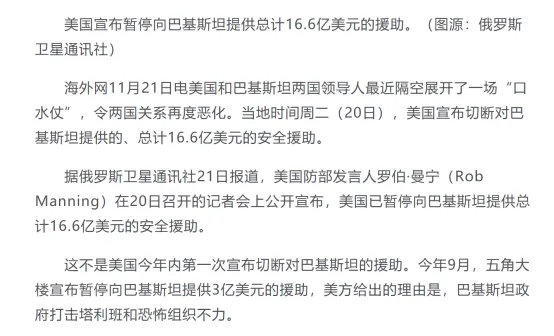 美国宣布暂停向巴基斯坦提供总计16.6亿美元的援助。（图源：俄罗斯
卫星通讯社）
海外网11月21日电美国和巴基斯坦两国领导人最近隔空展开了一场“口
水仗”，令两国关系再度恶化。当地时间周二（20日），美国宣布切断对巴
基斯坦提供的、总计16.6亿美元的安全援助。
据俄罗斯卫星通讯社21日报道，美国防部发言人罗伯·曼宁（Rob
Manning）在20日召开的记者会上公开宣布，美国已暂停向巴基斯坦提供总
计16.6亿美元的安全援助。
这不是美国今年内第一次宣布切断对巴基斯坦的援助。今年9月，五角大
楼宣布暂停向巴基斯坦提供3亿美元的援助，美方给出的理由是，巴基斯坦政
府打击塔利班和恐怖组织不力。